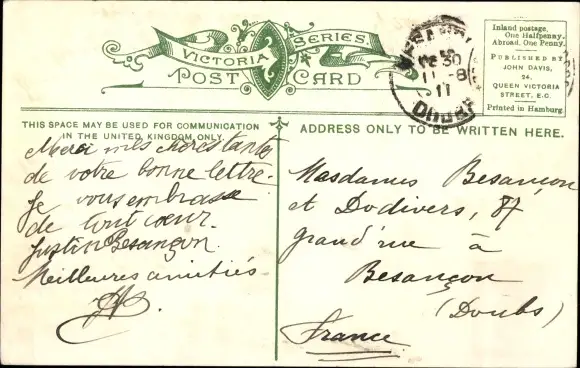 VICTORIA SERIES.
POST CARD
Inland postage,
One Halfpenny.
Abroad, One Penny.
PUBLISHED BY
JOHN DAVIS,
24,
QUEEN VICTORIA
STREET, E.C.
Printed in Hamburg
30
11-8
11
DOUBS
THIS SPACE MAY BE USED FOR COMMUNICATION
IN THE UNITED KINGDOM ONLY.
ADDRESS ONLY TO BE WRITTEN HERE.
Merci mes chères tantes
de votre bonne lettre.
je vous embrasse
de tout cœur.
Justin Besançon.
Meilleures amitiés
Mesdames Besançon
et Dodivers, 87
grand'rue à
Besançon
(Doubs)
France